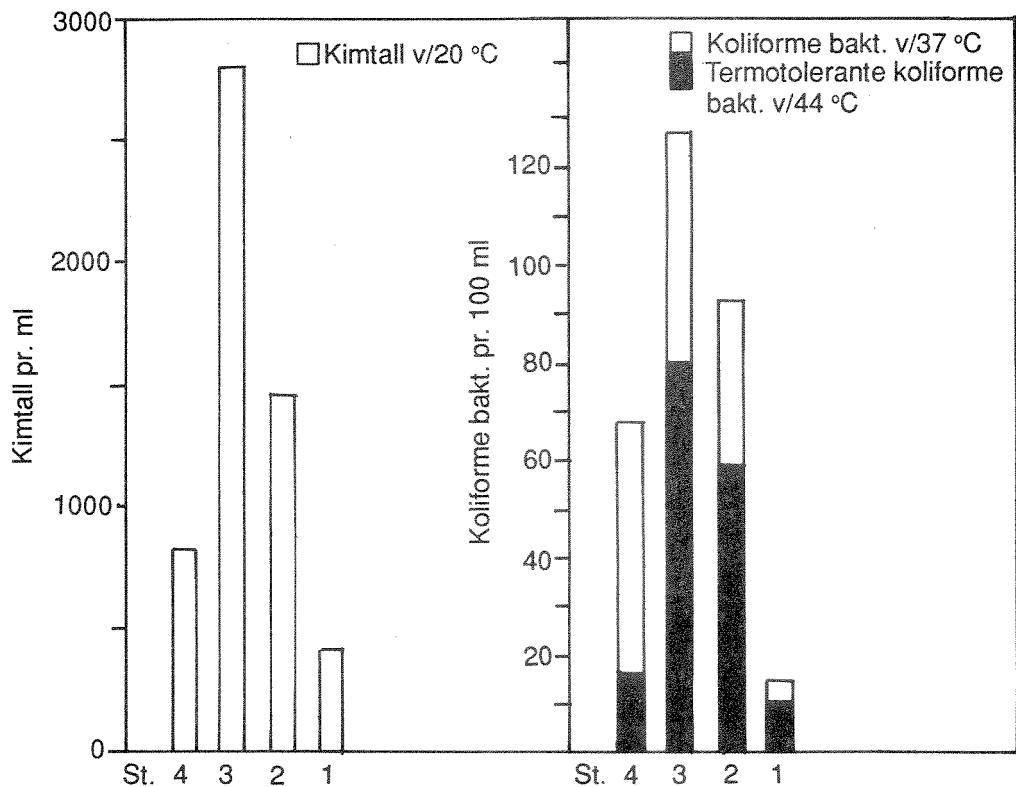 3000
2000
1000
0
Kimtall pr. ml
Kimtall v/20 °C
St. 4 3 2 1
120
100
80
60
40
20
Koliforme bakt. pr. 100 ml
Koliforme bakt. v/37 °C
Termotolerante koliforme
bakt. v/44 °C
St. 4 3 2 1